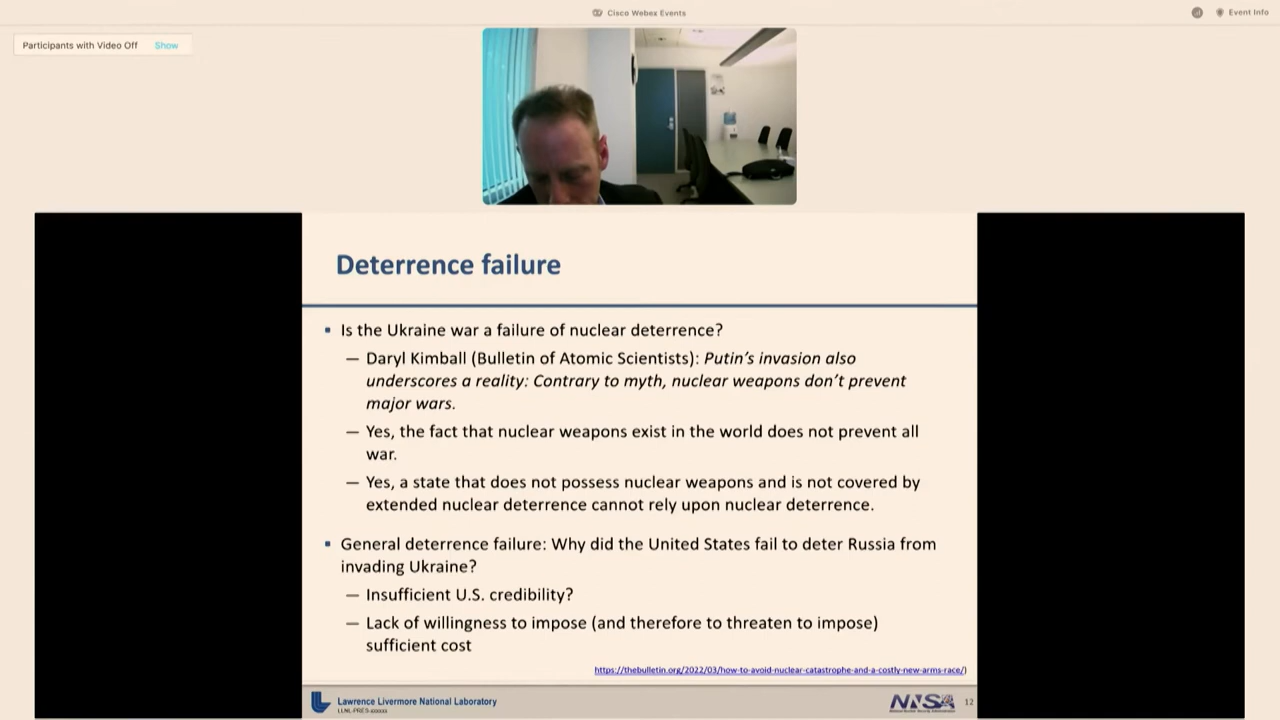 Cisco Webex Events
Event Info
Participants with Video Off Show
Deterrence failure
▪ Is the Ukraine war a failure of nuclear deterrence?
— Daryl Kimball (Bulletin of Atomic Scientists): Putin's invasion also
underscores a reality: Contrary to myth, nuclear weapons don't prevent
major wars.
— Yes, the fact that nuclear weapons exist in the world does not prevent all
war.
— Yes, a state that does not possess nuclear weapons and is not covered by
extended nuclear deterrence cannot rely upon nuclear deterrence.
▪ General deterrence failure: Why did the United States fail to deter Russia from
invading Ukraine?
— Insufficient U.S. credibility?
— Lack of willingness to impose (and therefore to threaten to impose)
sufficient cost
https://thebulletin.org/2022/03/how-to-avoid-nuclear-catastrophe-and-a-costly-new-arms-race/)
Lawrence Livermore National Laboratory
LLNL-PRES-xxxxxx
NNSA
12